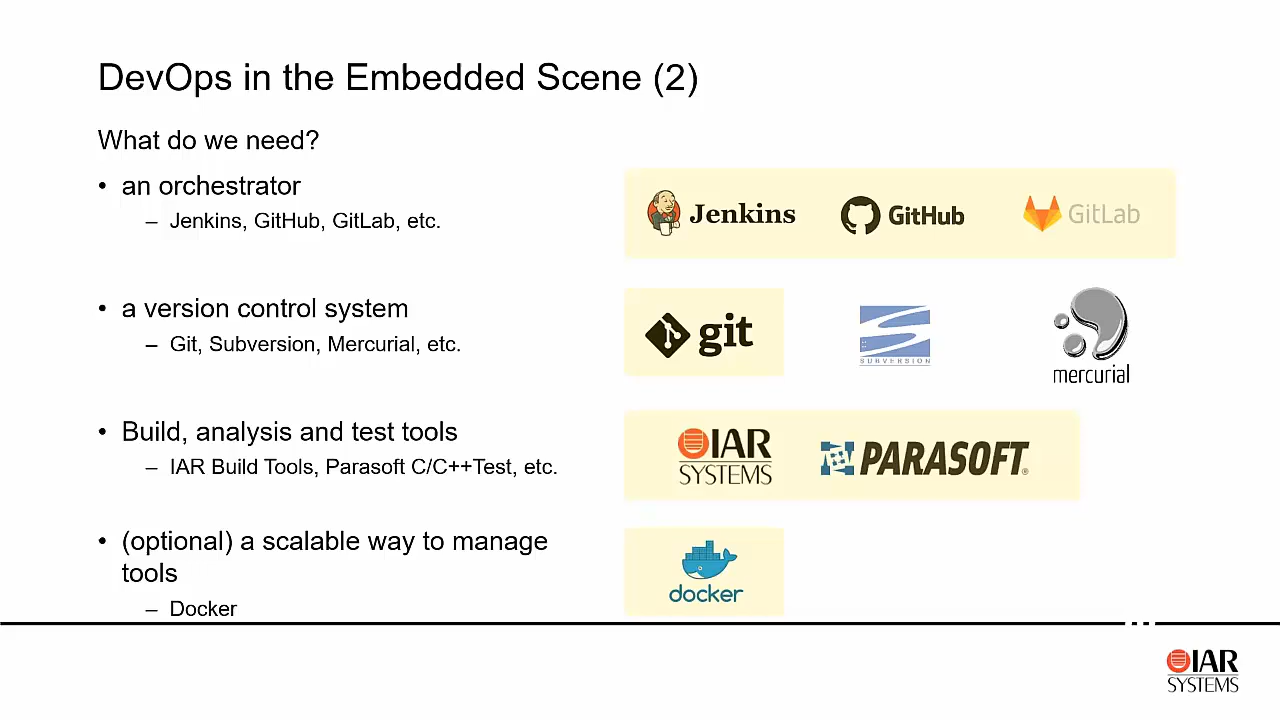 DevOps in the Embedded Scene (2)
What do we need?
• an orchestrator
– Jenkins, GitHub, GitLab, etc.
Jenkins
GitHub
GitLab
• a version control system
– Git, Subversion, Mercurial, etc.
git
SUBVERSION
mercurial
• Build, analysis and test tools
– IAR Build Tools, Parasoft C/C++Test, etc.
IAR
SYSTEMS
PARASOFT®
• (optional) a scalable way to manage
tools
– Docker
docker
IAR
SYSTEMS